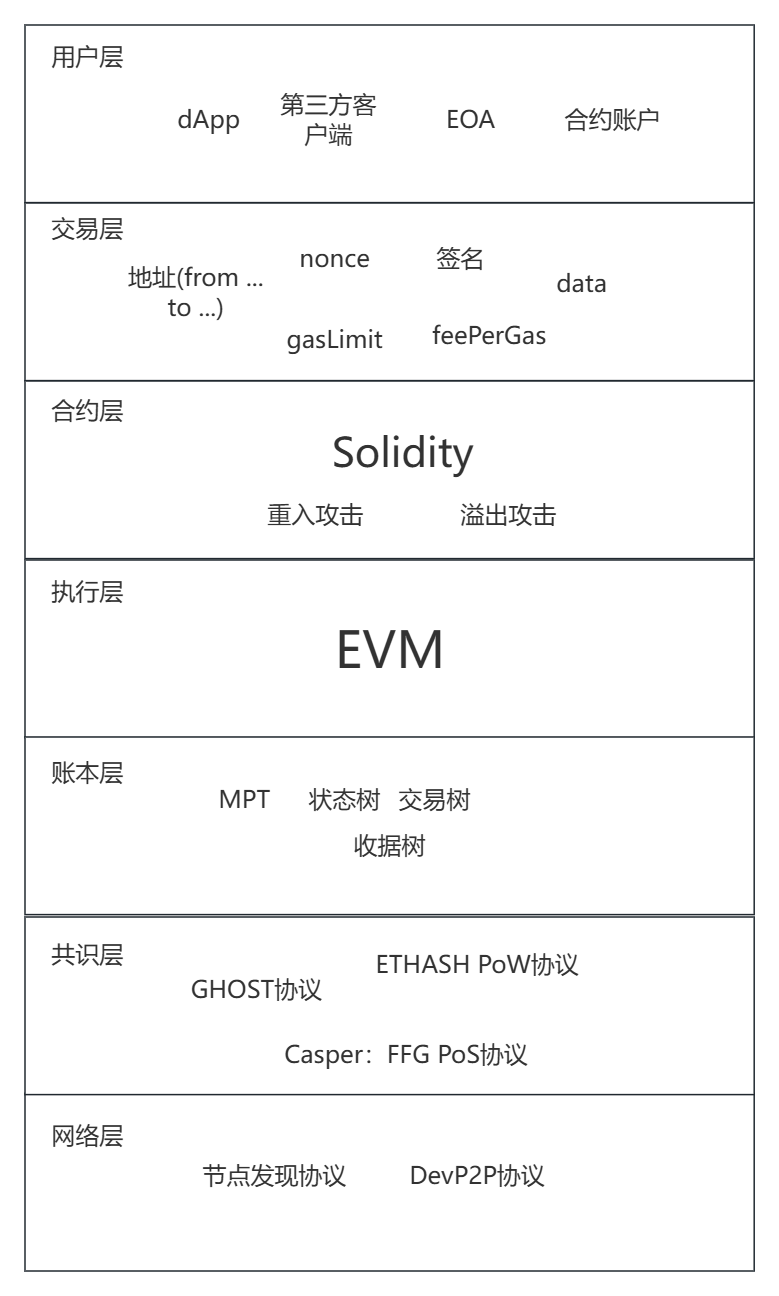 用户层
dApp
第三方客
户端
EOA
合约账户
交易层
地址(from ...
to ...)
nonce
签名
data
gasLimit
feePerGas
合约层
Solidity
重入攻击
溢出攻击
执行层
EVM
账本层
MPT
状态树
交易树
收据树
共识层
GHOST协议
ETHASH PoW协议
Casper：FFG PoS协议
网络层
节点发现协议
DevP2P协议